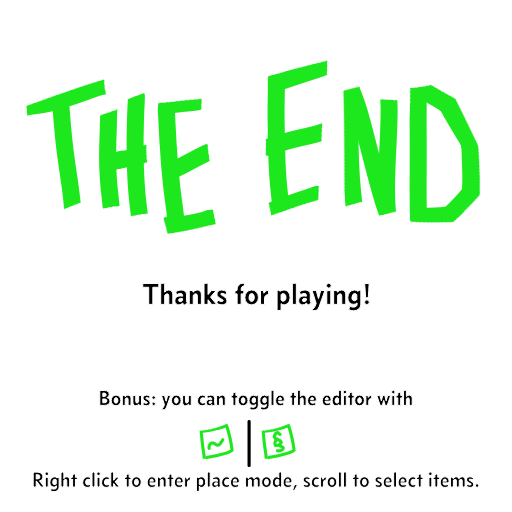 THE END
Thanks for playing!
Bonus: you can toggle the editor with
~ | §
Right click to enter place mode, scroll to select items.